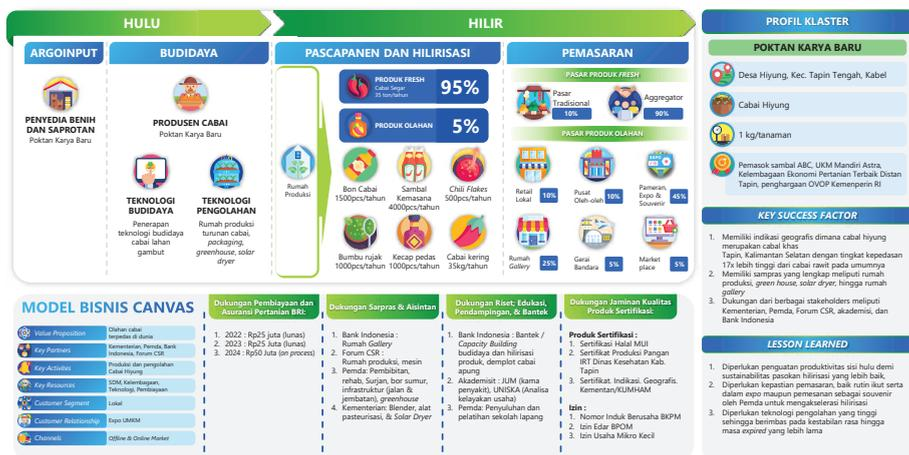 HULU
HILIR
ARGOINPUT
BUDIDAYA
PASCAPANEN DAN HILIRISASI
PEMASARAN
PENYEDIA BENIH
DAN SAPROTAN
Poktan Karya Baru
PRODUSEN CABAI
Poktan Karya Baru
TEKNOLOGI
BUDIDAYA
Penerapan
teknologi budidaya
cabai lahan
gambut
TEKNOLOGI
PENGOLAHAN
Rumah produksi
turunan cabai,
packaging,
greenhouse, solar
dryer
Rumah
Produksi
PRODUK FRESH
Cabai Segar
35 ton/tahun
95%
PRODUK OLAHAN
5%
Bon Cabai
1500pcs/tahun
Sambal
Kemasana
4000pcs/tahun
Chili Flakes
500pcs/tahun
Bumbu rujak
1000pcs/tahun
Kecap pedas
1000pcs/tahun
Cabai kering
35kg/tahun
PASAR PRODUK FRESH
Pasar
Tradisional
10%
Aggregator
90%
PASAR PRODUK OLAHAN
Retail
Lokal
10%
Pusat
Oleh-oleh
10%
Pameran,
Expo &
Souvenir
45%
Rumah
Gallery
25%
Gerai
Bandara
5%
Market
place
5%
PROFIL KLASTER
POKTAN KARYA BARU
Desa Hiyung, Kec. Tapin Tengah, Kabel
Cabai Hiyung
1 kg/tanaman
Pemasok sambal ABC, UKM Mandiri Astra,
Kelembagaan Ekonomi Pertanian Terbaik Distan
Tapin, penghargaan OVOP Kemenperin RI
KEY SUCCESS FACTOR
1. Memiliki indikasi geografis dimana cabai hiyung
merupakan cabai khas
Tapin, Kalimantan Selatan dengan tingkat kepedasan
17x lebih tinggi dari cabai rawit pada umumnya
2. Memiliki sampras yang lengkap meliputi rumah
produksi, green house, solar dryer, hingga rumah
gallery
3. Dukungan dari berbagai stakeholders meliputi
Kementerian, Pemda, Forum CSR, akademisi, dan
Bank Indonesia
LESSON LEARNED
1. Diperlukan penguatan produktivitas sisi hulu demi
sustainabilitas pasokan hilirisasi yang lebih baik,
2. Diperlukan kepastian pemasaran, baik rutin ikut serta
dalam expo maupun pemesanan sebagai souvenir
oleh Pemda untuk mengakselerasi hilirisasi
3. Diperlukan teknologi pengolahan yang tinggi
sehingga berimbas pada kestabilan rasa hingga
masa expired yang lebih lama
MODEL BISNIS CANVAS
Value Proposition
Olahan cabai
terpedas di dunia
Key Partners
Kementerian, Pemda, Bank
Indonesia, Forum CSR
Key Activities
Produksi dan pengolahan
Cabai Hiyung
Key Resources
SDM, Kelembagaan,
Teknologi, Pembiayaan
Customer Segment
Lokal
Customer Relationship
Expo UMKM
Channels
Offline & Online Market
Dukungan Pembiayaan dan
Asuransi Pertanian BRI:
1. 2022 : Rp25 juta (lunas)
2. 2023 : Rp25 Juta (lunas)
3. 2024 : Rp50 Juta (on process)
Dukungan Sarpras & Alsintan
1. Bank Indonesia :
Rumah Gallery
2. Forum CSR :
Rumah produksi, mesin
3. Pemda: Pembibitan,
rehab, Surjan, bor sumur,
infrastruktur (jalan &
jembatan), greenhouse
4. Kementerian: Blender, alat
pasteurisasi, & Solar Dryer
Dukungan Riset; Edukasi,
Pendampingan, & Bantek
1. Bank Indonesia : Bantek /
Capacity Building
budidaya dan hilirisasi
produk, demplot cabai
apung
2. Akademisit : JUM (kama
penyakit), UNISKA (Analisa
kelayakan usaha)
3. Pemda: Penyuluhan dan
pelatihan sekolah lapang
Dukungan Jaminan Kualitas
Produk Sertifikasi:
Produk Sertifikasi :
1. Sertifikasi Halal MUI
2. Sertifikat Produksi Pangan
IRT Dinas Kesehatan Kab.
Tapin
3. Sertifikat. Indikasi. Geografis.
Kementan/KUMHAM
Izin :
1. Nomor Induk Berusaha BKPM
2. Izin Edar BPOM
3. Izin Usaha Mikro Kecil